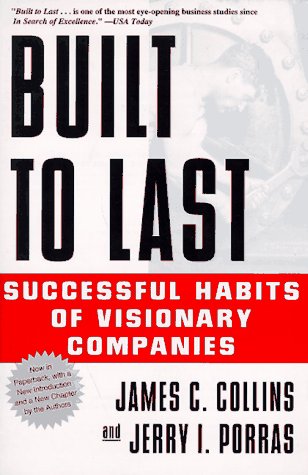 "Built to Last . . . is one of the most eye-opening business studies since
In Search of Excellence." —USA Today
BUILT
TO LAST
SUCCESSFUL HABITS
OF VISIONARY
COMPANIES
Now in
Paperback, with a
New Introduction
and a New Chapter
by the Authors
JAMES C. COLLINS
and JERRY I. PORRAS